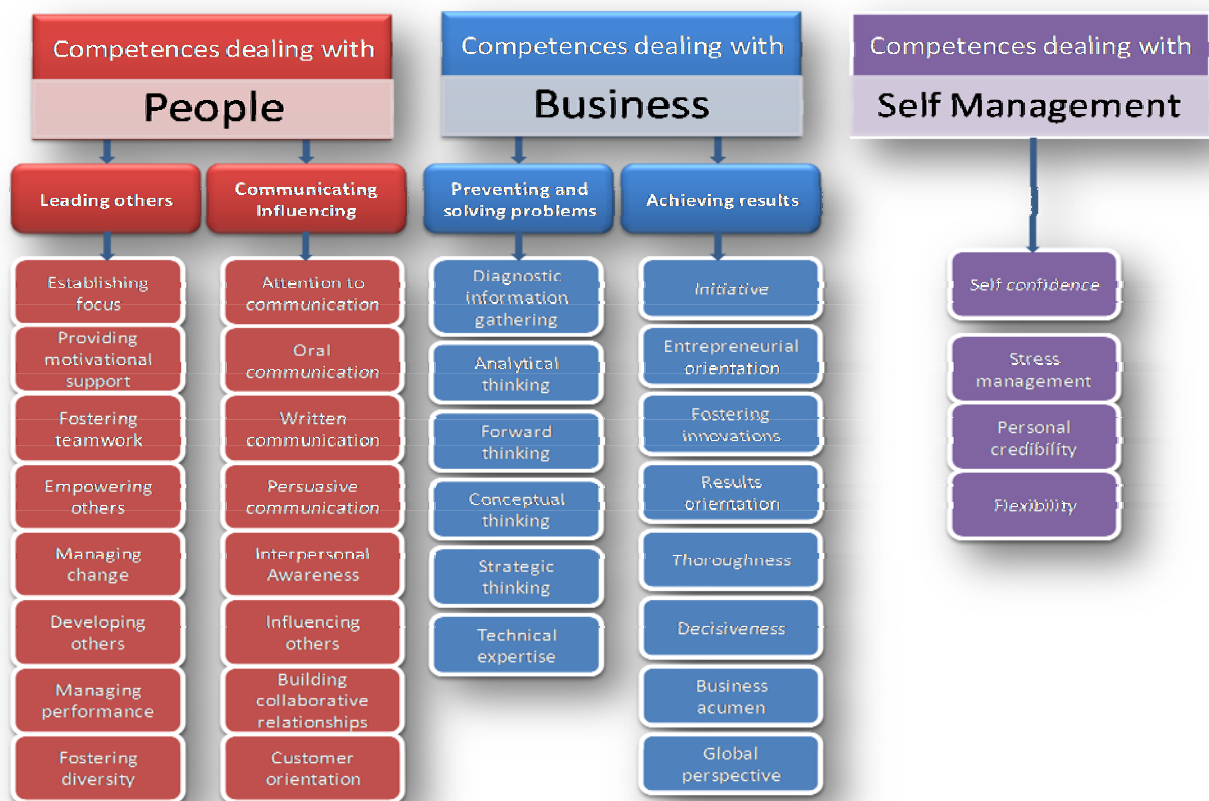 Competences dealing with
People
Leading others
Establishing
focus
Providing
motivational
support
Fostering
teamwork
Empowering
others
Managing
change
Developing
others
Managing
performance
Fostering
diversity
Communicating
Influencing
Attention to
communication
Oral
communication
Written
communication
Persuasive
communication
Interpersonal
Awareness
Influencing
others
Building
collaborative
relationships
Customer
orientation
Competences dealing with
Business
Preventing and
solving problems
Diagnostic
information
gathering
Analytical
thinking
Forward
thinking
Conceptual
thinking
Strategic
thinking
Technical
expertise
Achieving results
Initiative
Entrepreneurial
orientation
Fostering
innovations
Results
orientation
Thoroughness
Decisiveness
Business
acumen
Global
perspective
Competences dealing with
Self Management
Self confidence
Stress
management
Personal
credibility
Flexibility